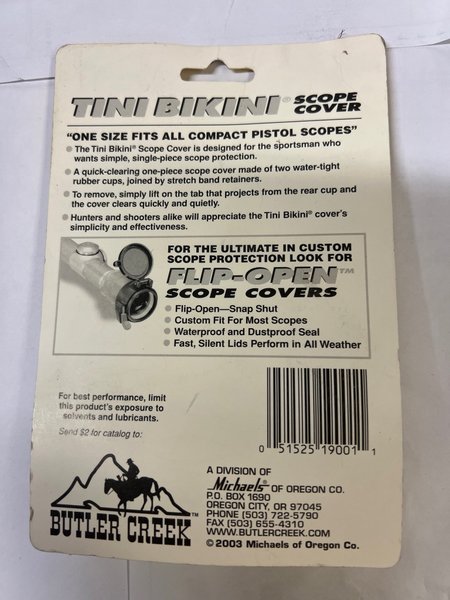 TINI BIKINI® SCOPE COVER
"ONE SIZE FITS ALL COMPACT PISTOL SCOPES"
The Tini Bikini® Scope Cover is designed for the sportsman who
wants simple, single-piece scope protection.
A quick-clearing one-piece scope cover made of two water-tight
rubber cups, joined by stretch band retainers.
To remove, simply lift on the tab that projects from the rear cup and
the cover clears quickly and quietly.
Hunters and shooters alike will appreciate the Tini Bikini® cover's
simplicity and effectiveness.
FOR THE ULTIMATE IN CUSTOM
SCOPE PROTECTION LOOK FOR
FLIP-OPEN™
SCOPE COVERS
Flip-Open—Snap Shut
Custom Fit For Most Scopes
Waterproof and Dustproof Seal
Fast, Silent Lids Perform in All Weather
For best performance, limit
this product's exposure to
solvents and lubricants.
Send $2 for catalog to:
0 51525 19001 1
BUTLER CREEK™
A DIVISION OF
Michaels® OF OREGON CO.
P.O. BOX 1690
OREGON CITY, OR 97045
PHONE (503) 722-5790
FAX (503) 655-4310
WWW.BUTLERCREEK.COM
©2003 Michaels of Oregon Co.